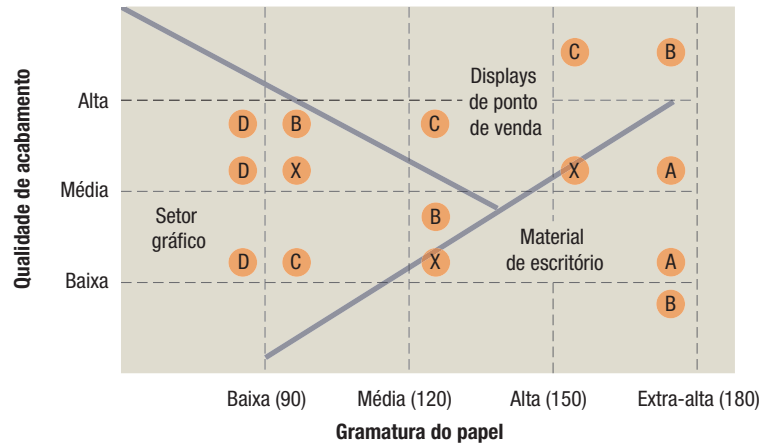 Qualidade de acabamento
Alta
Média
Baixa
C
B
Displays
de ponto
de venda
D
B
C
D
X
X
A
Setor
gráfico
B
Material
de escritório
D
C
X
A
B
Baixa (90)
Média (120)
Alta (150)
Extra-alta (180)
Gramatura do papel